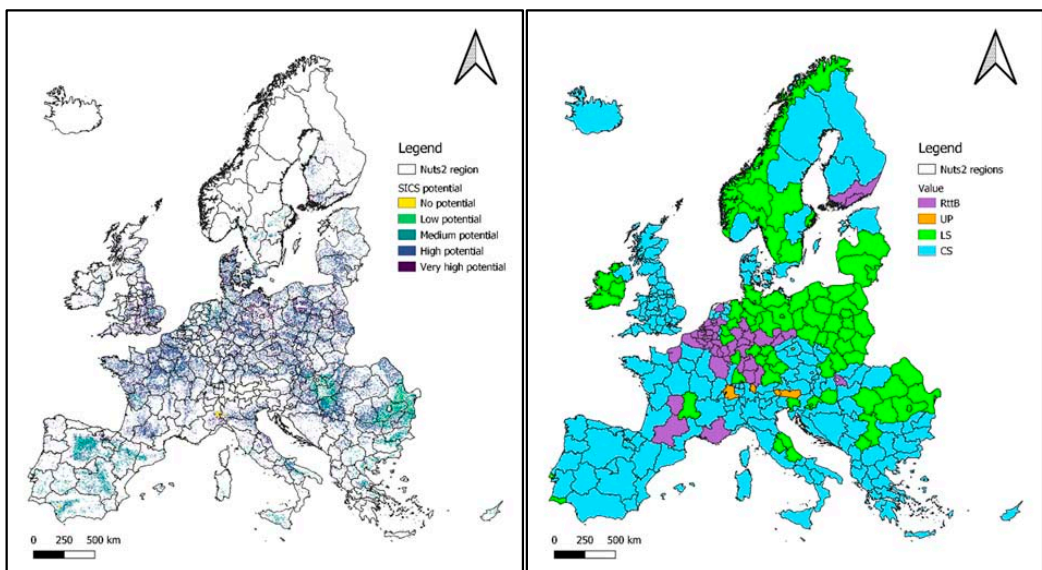 Legend
Nuts2 region
SICS potential
No potential
Low potential
Medium potential
High potential
Very high potential
0 250 500 km
Legend
Nuts2 regions
Value
RttB
UP
LS
CS
0 250 500 km